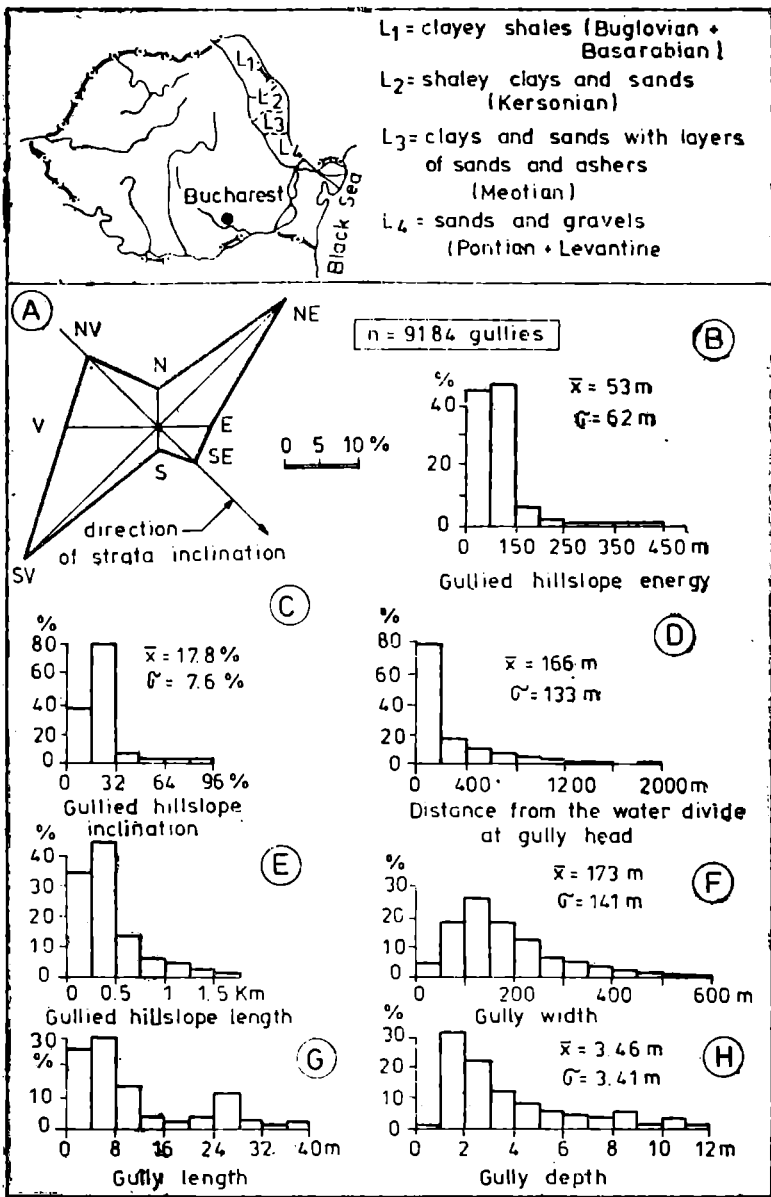 L1
L2
L3
L4
Bucharest
Black Sea
L1= clayey shales (Buglovian +
Basarabian)
L2= shaley clays and sands
(Kersonian)
L3= clays and sands with layers
of sands and ashers
(Meotian)
L4= sands and gravels
(Pontian + Levantine
A
NV
N
NE
V
E
S
SE
SV
0 5 10 %
direction
of strata inclination
n = 9184 gullies
B
%
40
20
0
x̄ = 53 m
σ = 62 m
0 150 250 350 450 m
Gullied hillslope energy
C
%
80
60
40
20
0
x̄ = 17.8 %
σ = 7.6 %
0 32 64 96 %
Gullied hillslope
inclination
D
%
80
60
40
20
0
x̄ = 166 m
σ = 133 m
0 400 1200 2000 m
Distance from the water divide
at gully head
E
%
40
30
20
10
0
0 0.5 1 1,5 Km
Gullied hillslope length
F
%
30
20
10
0
x̄ = 173 m
σ = 141 m
0 200 400 600 m
Gully width
G
30
%
10
0
0 8 16 24 32. 40 m
Gully length
H
%
30
20
10
0
x̄ = 3.46 m
σ = 3.41 m
0 2 4 6 8 10 12 m
Gully depth